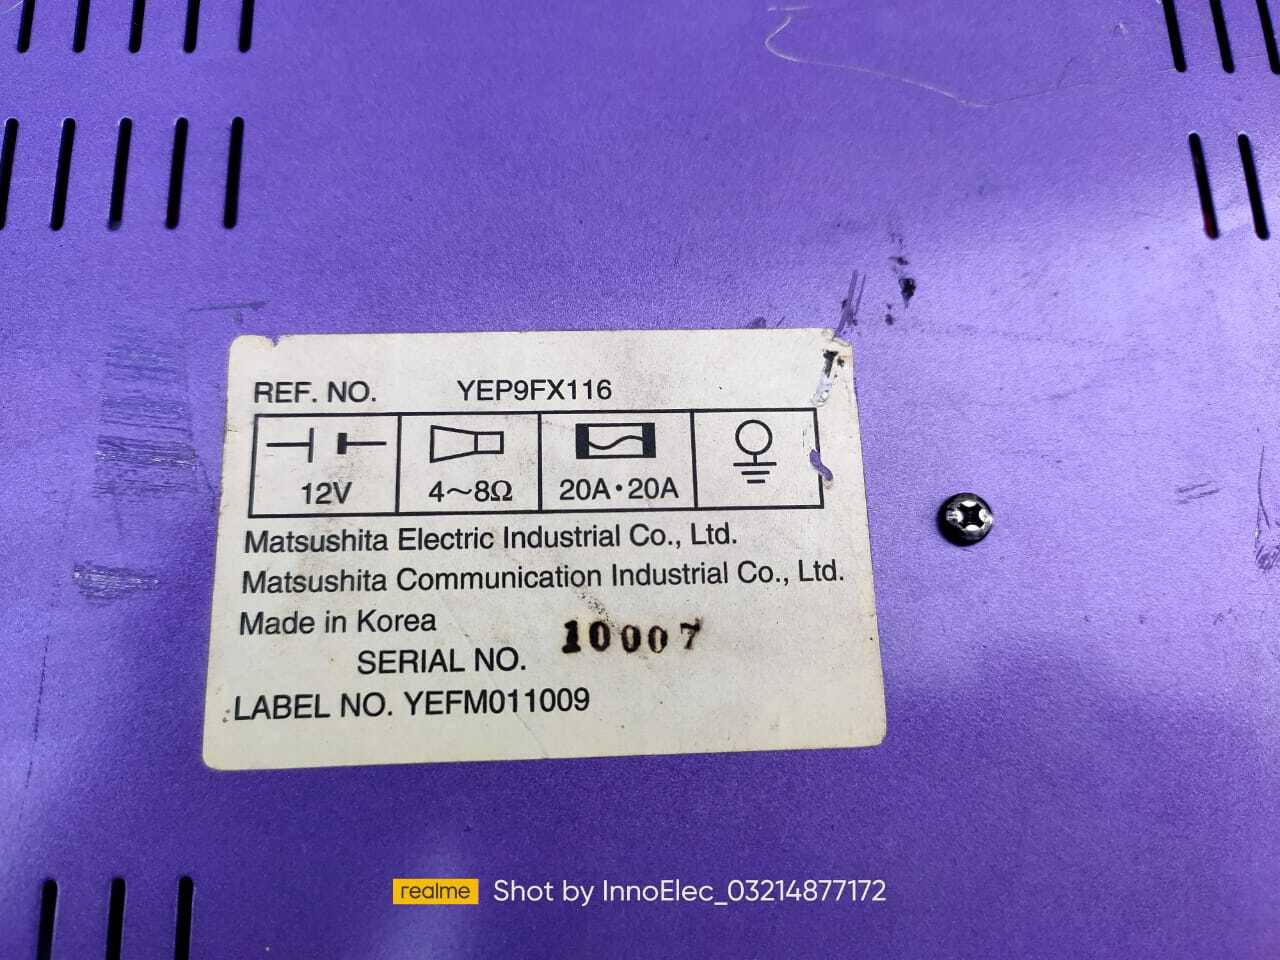 REF. NO. YEP9FX116
12V 4～8Ω 20A・20A
Matsushita Electric Industrial Co., Ltd.
Matsushita Communication Industrial Co., Ltd.
Made in Korea
SERIAL NO. 10007
LABEL NO. YEFM011009
realme Shot by InnoElec_03214877172